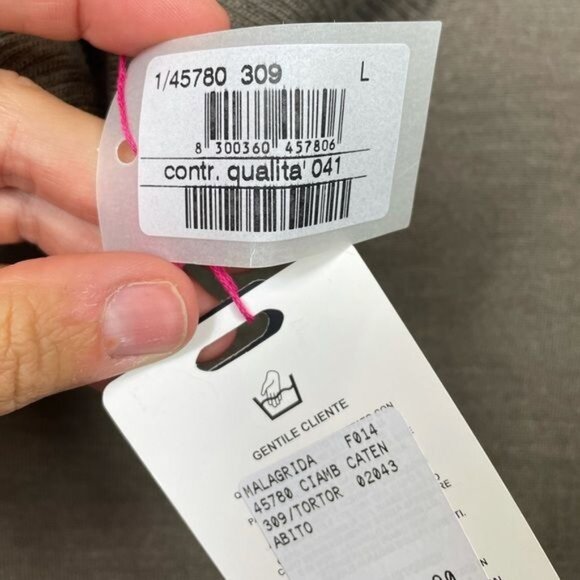 1/45780 309 L
8 300360 457806
contr. qualita' 041
GENTILE CLIENTE
MALAGRIDA F014
45780 CIAMB CATEN
309/TORTOR 02043
ABITO